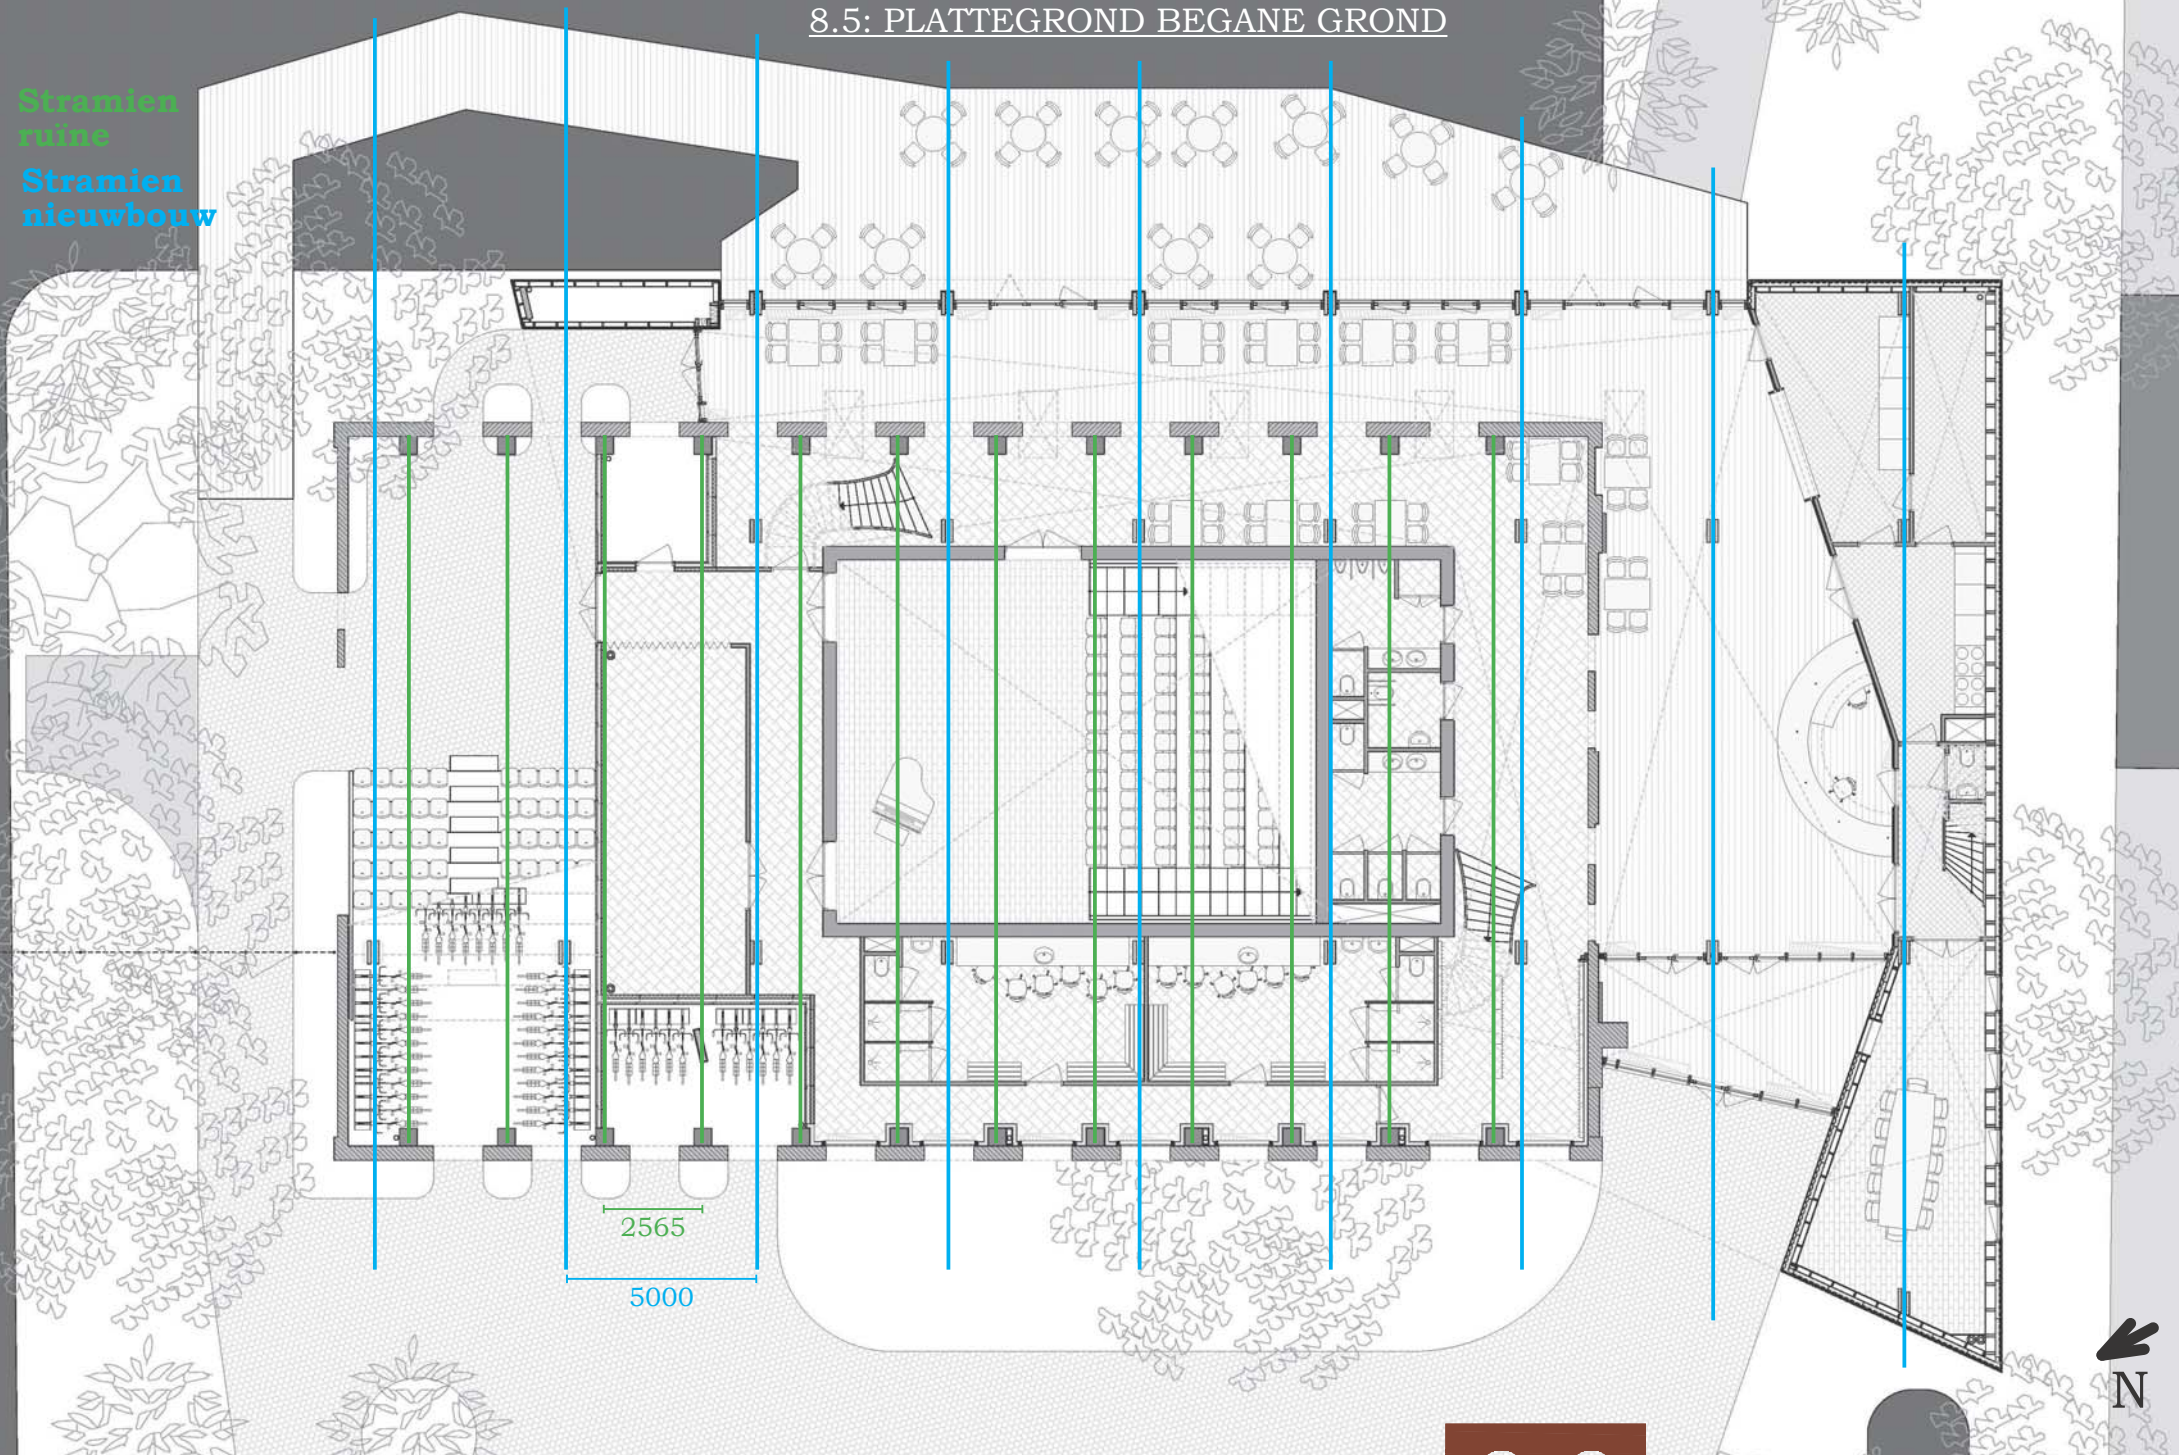 8.5: PLATTEGROND BEGANE GROND
Stramien
ruïne
Stramien
nieuwbouw
2565
5000
N